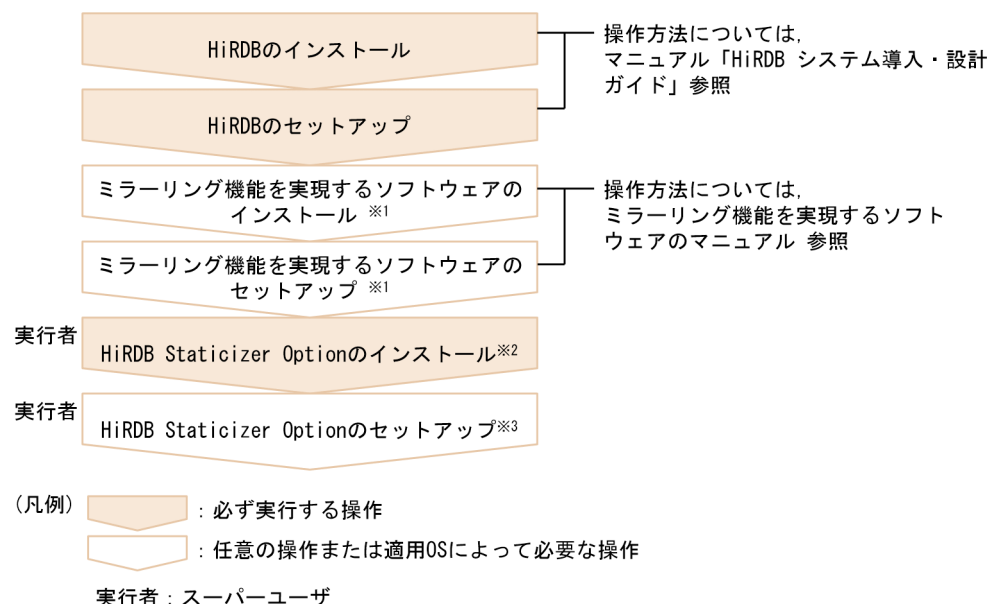 HiRDBのインストール
操作方法については,
マニュアル「HiRDB システム導入・設計
ガイド」参照
HiRDBのセットアップ
ミラーリング機能を実現するソフトウェアの
インストール ※1
操作方法については,
ミラーリング機能を実現するソフト
ウェアのマニュアル 参照
ミラーリング機能を実現するソフトウェアの
セットアップ ※1
実行者
HiRDB Staticizer Optionのインストール※2
実行者
HiRDB Staticizer Optionのセットアップ※3
(凡例)
：必ず実行する操作
：任意の操作または適用OSによって必要な操作
実行者：スーパーユーザ